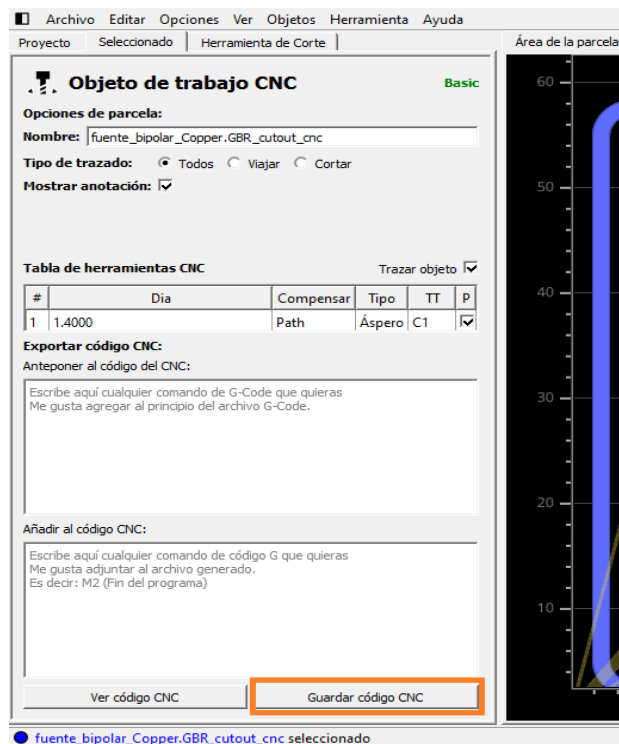 Archivo Editar Opciones Ver Objetos Herramienta Ayuda
Proyecto Seleccionado Herramienta de Corte Área de la parcela
Objeto de trabajo CNC Basic
Opciones de parcela:
Nombre: fuente_bipolar_Copper.GBR_cutout_cnc
Tipo de trazado: Todos Viajar Cortar
Mostrar anotación:
Tabla de herramientas CNC Trazar objeto
# Dia Compensar Tipo TT P
1 1.4000 Path Áspero C1
Exportar código CNC:
Anteponer al código del CNC:
Escribe aquí cualquier comando de G-Code que quieras
Me gusta agregar al principio del archivo G-Code.
Añadir al código CNC:
Escribe aquí cualquier comando de código G que quieras
Me gusta adjuntar al archivo generado.
Es decir: M2 (Fin del programa)
Ver código CNC Guardar código CNC
fuente_bipolar_Copper.GBR_cutout_cnc seleccionado
60
50
40
30
20
10